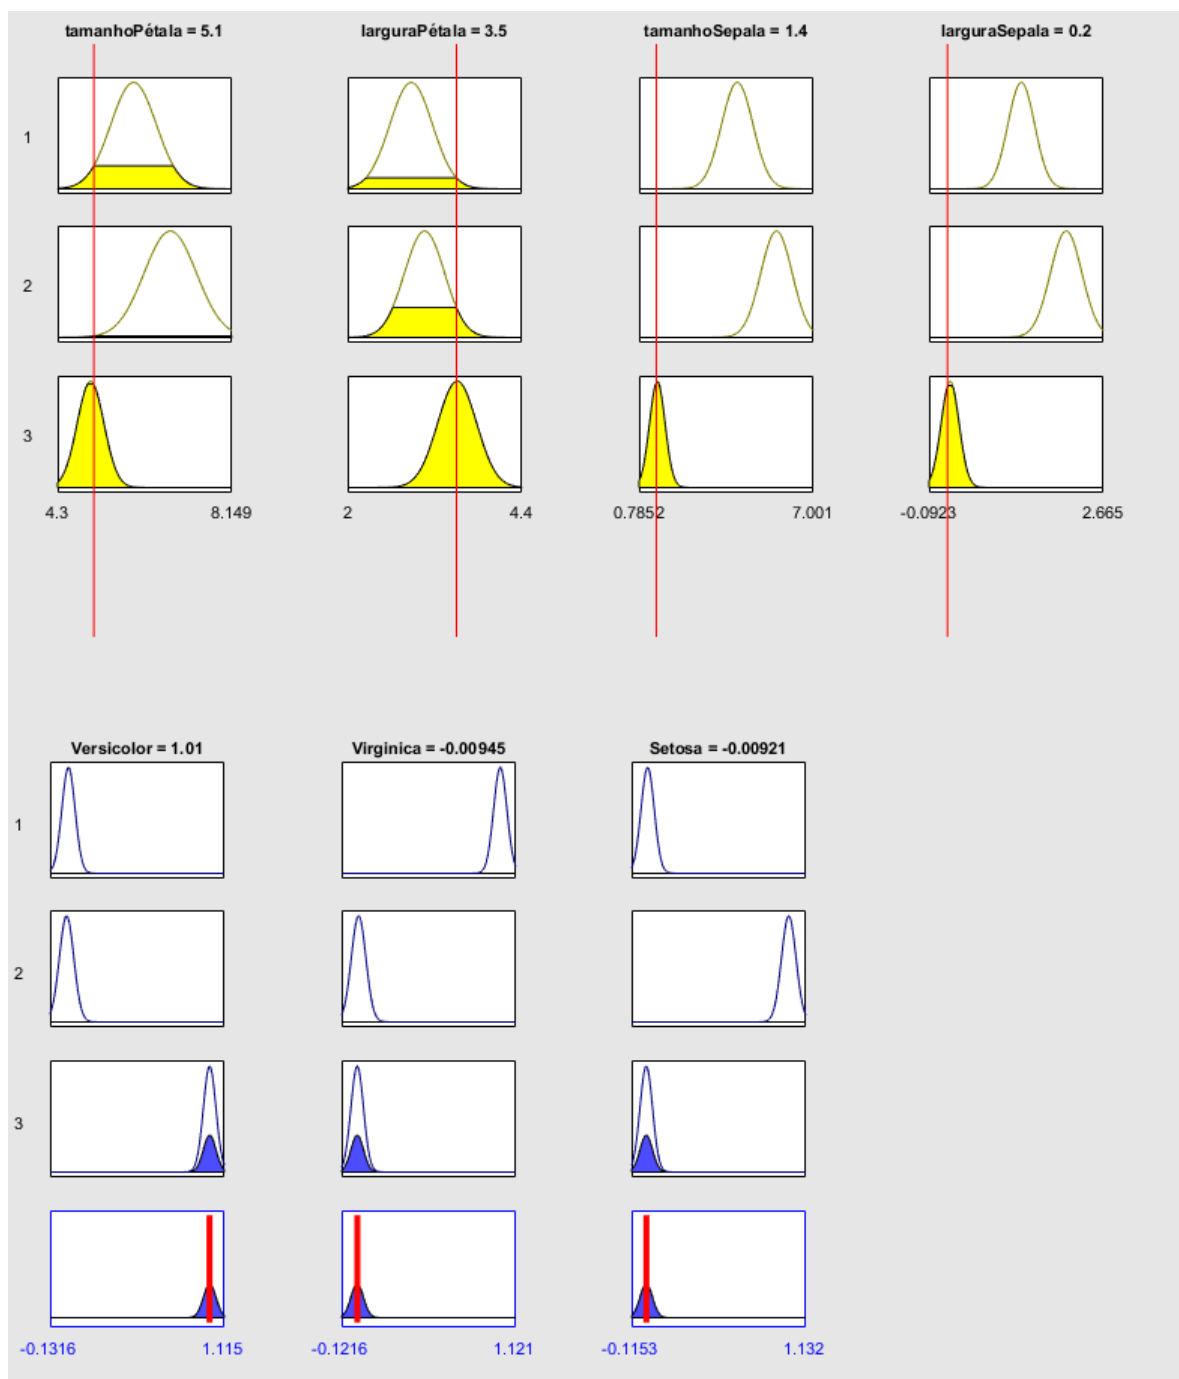 tamanhoPétala = 5.1 larguraPétala = 3.5 tamanhoSepala = 1.4 larguraSepala = 0.2
1
2
3
4.3 8.149 2 4.4 0.7852 7.001 -0.0923 2.665
Versicolor = 1.01 Virginica = -0.00945 Setosa = -0.00921
1
2
3
-0.1316 1.115 -0.1216 1.121 -0.1153 1.132